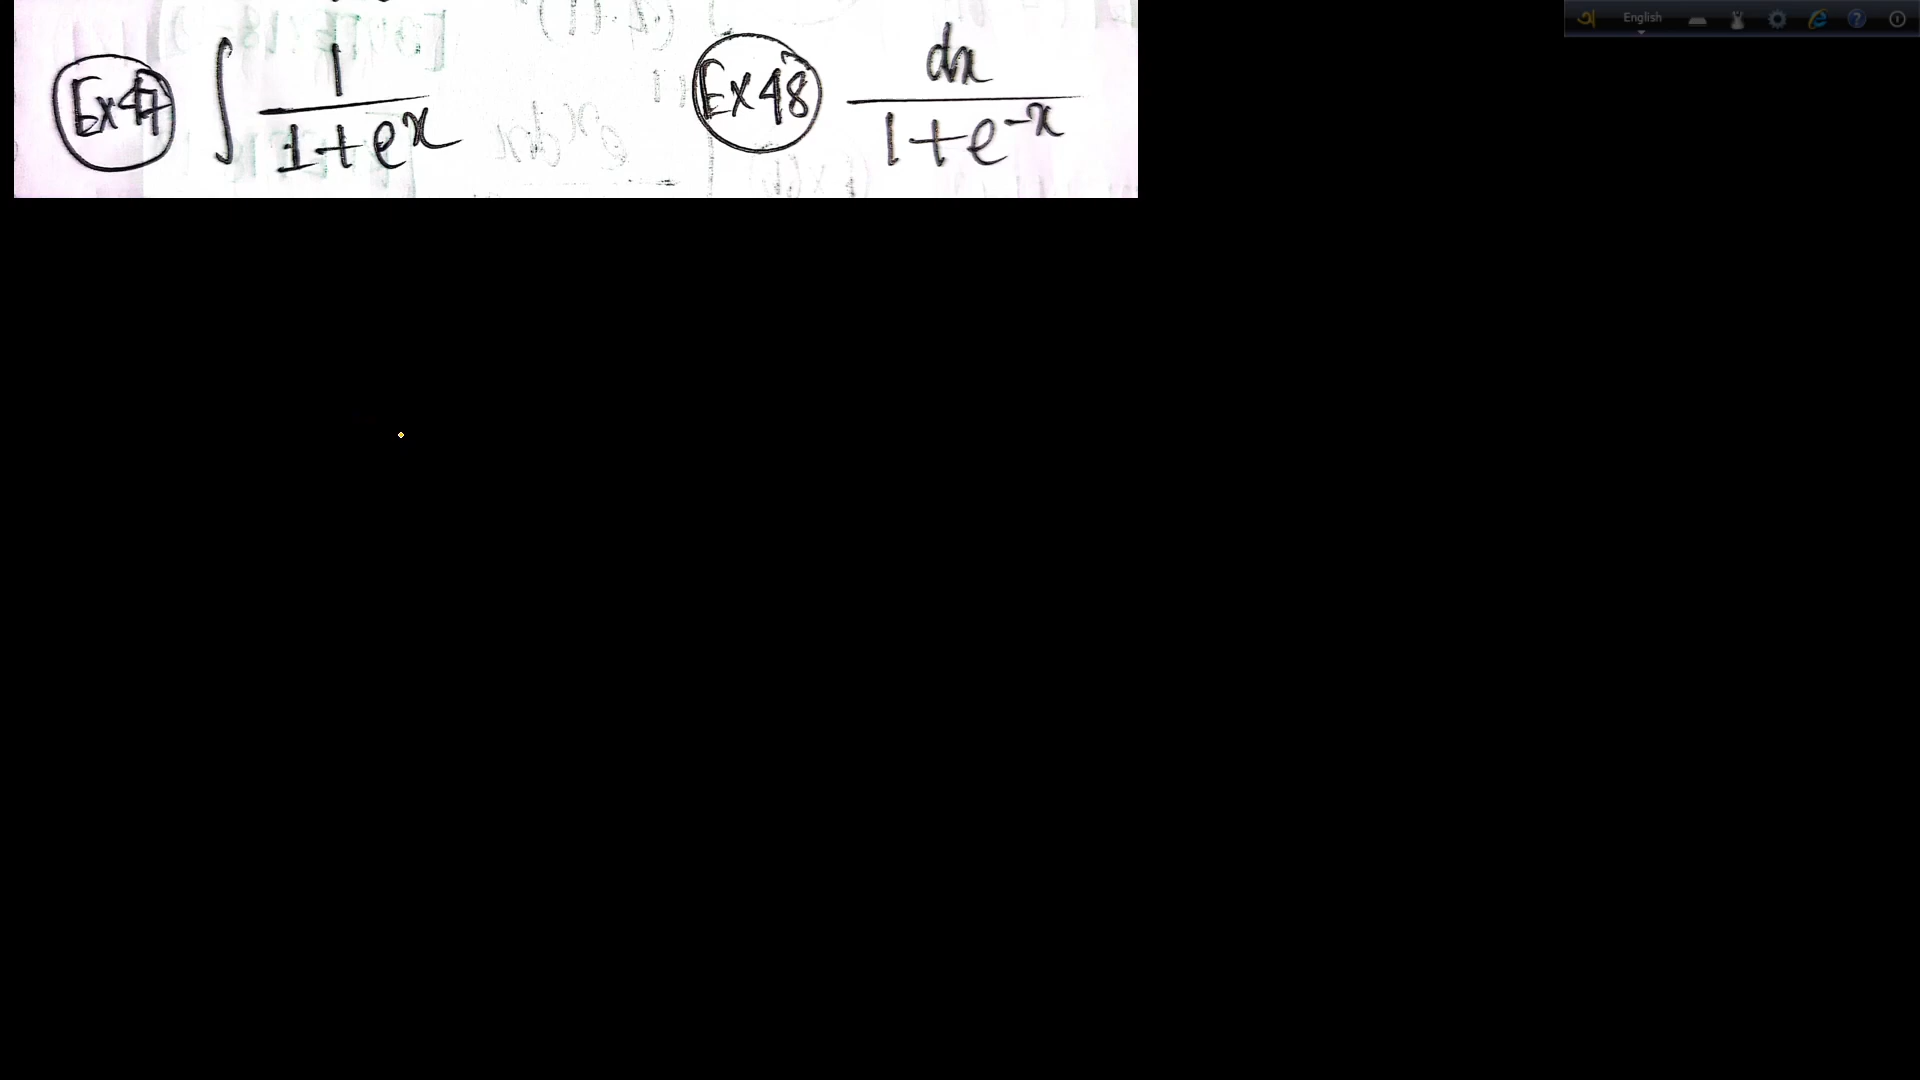 English
Ex47 ∫ 1/(1+e^x) Ex48 dx/(1+e^-x)